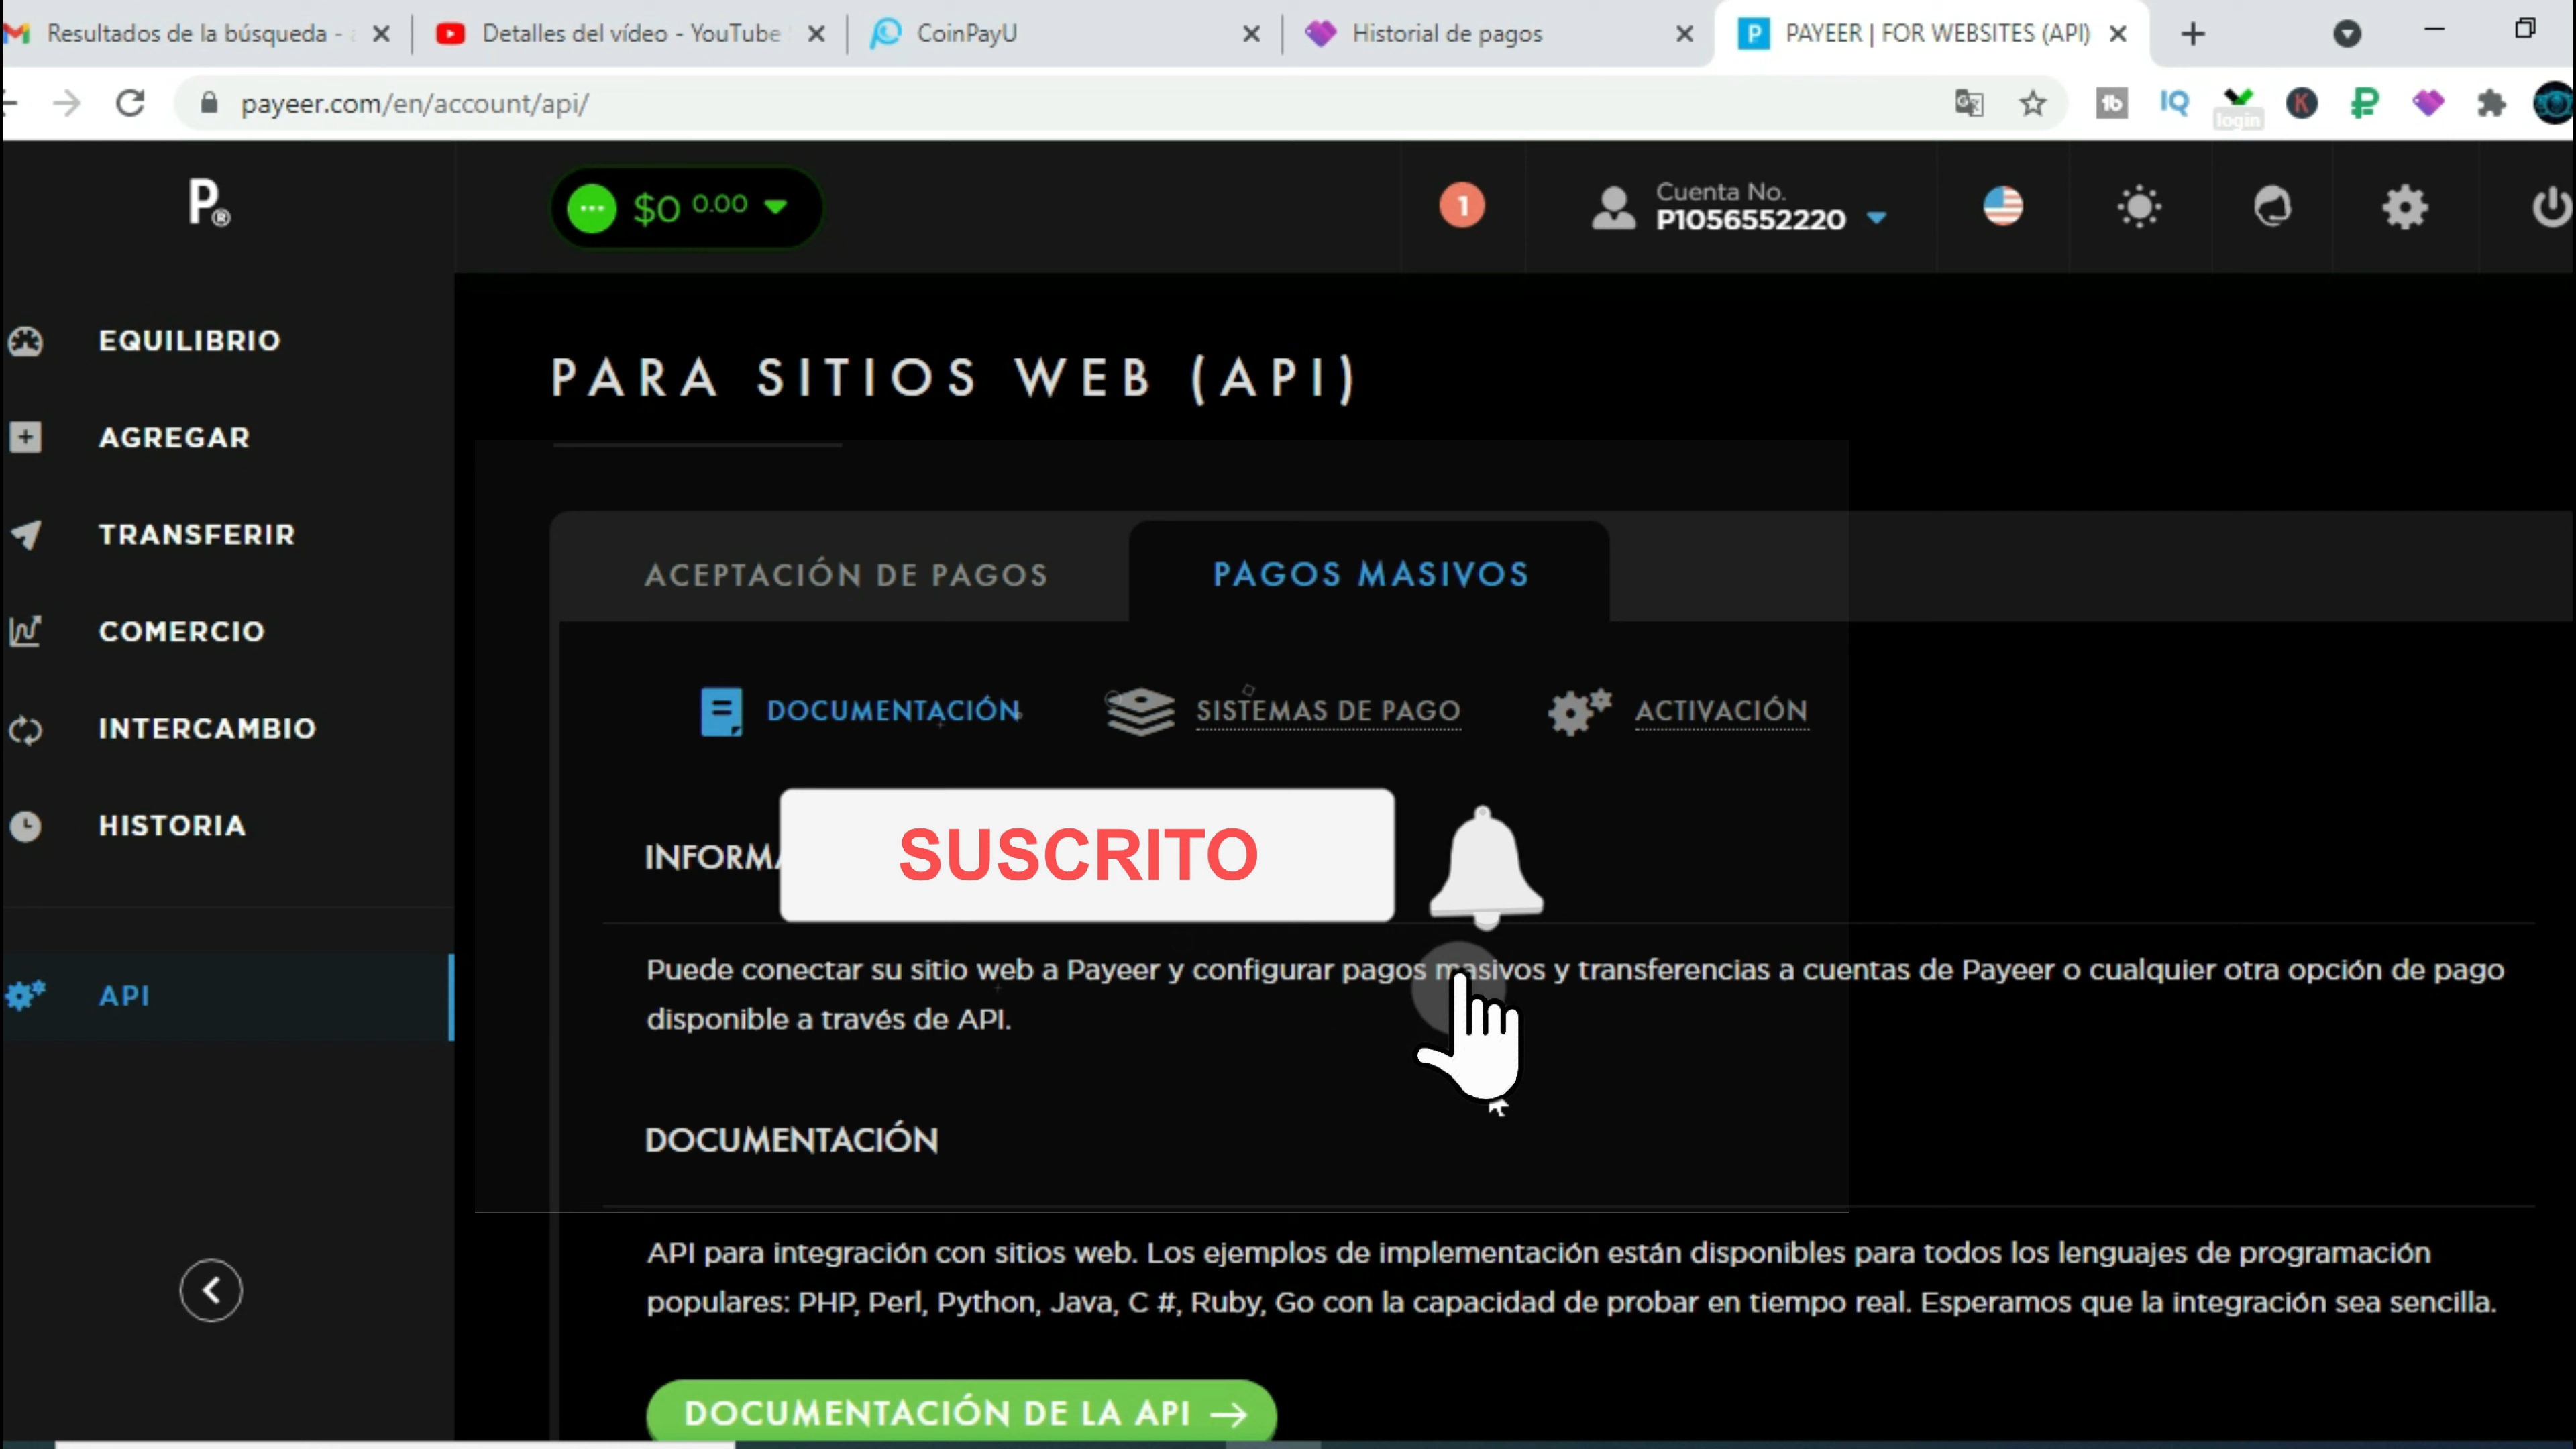 Resultados de la búsqueda -
Detalles del vídeo - YouTube
CoinPayU
Historial de pagos
PAYEER | FOR WEBSITES (API)
payeer.com/en/account/api/
tb
IQ
login
K
P®
$0 0.00
1
Cuenta No.
P1056552220
EQUILIBRIO
AGREGAR
TRANSFERIR
COMERCIO
INTERCAMBIO
HISTORIA
API
PARA SITIOS WEB (API)
ACEPTACIÓN DE PAGOS
PAGOS MASIVOS
DOCUMENTACIÓN
SISTEMAS DE PAGO
ACTIVACIÓN
INFORMA
SUSCRITO
Puede conectar su sitio web a Payeer y configurar pagos masivos y transferencias a cuentas de Payeer o cualquier otra opción de pago
disponible a través de API.
DOCUMENTACIÓN
API para integración con sitios web. Los ejemplos de implementación están disponibles para todos los lenguajes de programación
populares: PHP, Perl, Python, Java, C #, Ruby, Go con la capacidad de probar en tiempo real. Esperamos que la integración sea sencilla.
DOCUMENTACIÓN DE LA API →